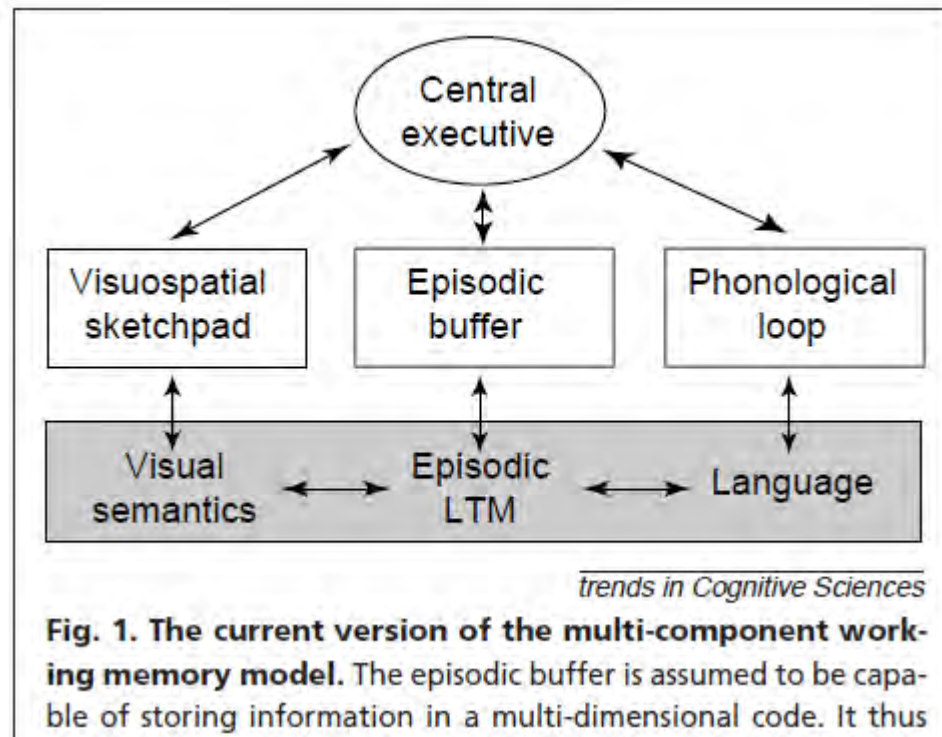 Central
executive
Visuospatial
sketchpad
Episodic
buffer
Phonological
loop
Visual
semantics
Episodic
LTM
Language
trends in Cognitive Sciences
Fig. 1. The current version of the multi-component work-
ing memory model. The episodic buffer is assumed to be capa-
ble of storing information in a multi-dimensional code. It thus